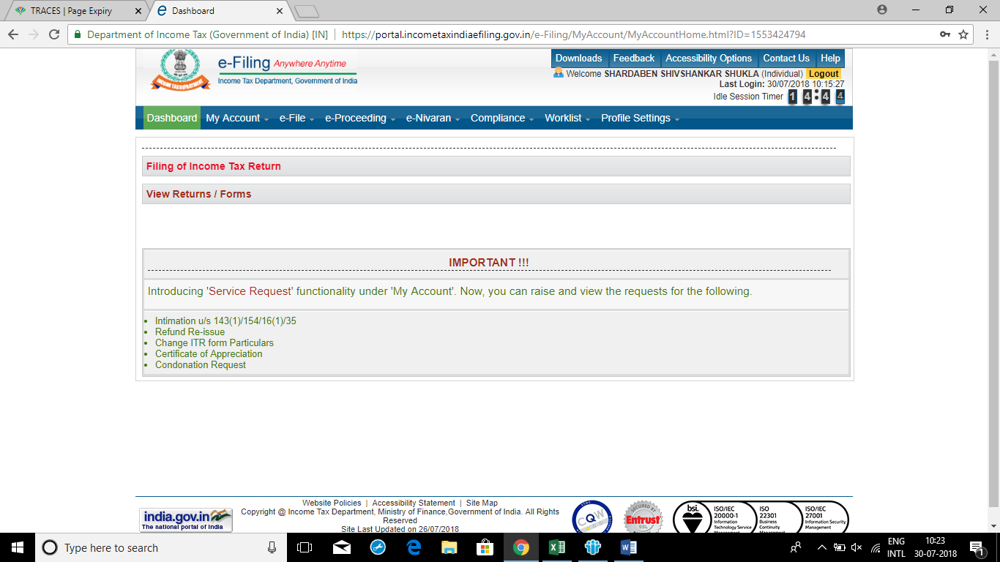 TRACES | Page Expiry
Dashboard
Department of Income Tax (Government of India) [IN] | https://portal.incometaxindiaefiling.gov.in/e-Filing/MyAccount/MyAccountHome.html?ID=1553424794
e-Filing Anywhere Anytime
Income Tax Department, Government of India
Downloads Feedback Accessibility Options Contact Us Help
Welcome SHARDABEN SHIVSHANKAR SHUKLA (Individual) Logout
Last Login: 30/07/2018 10:15:27
Idle Session Timer 14:44
Dashboard My Account e-File e-Proceeding e-Nivaran Compliance Worklist Profile Settings
Filing of Income Tax Return
View Returns / Forms
IMPORTANT !!!
Introducing 'Service Request' functionality under 'My Account'. Now, you can raise and view the requests for the following.
Intimation u/s 143(1)/154/16(1)/35
Refund Re-issue
Change ITR form Particulars
Certificate of Appreciation
Condonation Request
india.gov.in
The national portal of India
Website Policies | Accessibility Statement | Site Map
Copyright @ Income Tax Department, Ministry of Finance,Government of India. All Rights
Reserved
Site Last Updated on 26/07/2018
CQW
SECURED BY
Entrust
SSL
bsi.
ISO/IEC
20000-1
Information
Technology Service
Management
ISO
22301
Business
Continuity
Management
ISO/IEC
27001
Information Security
Management
Type here to search
ENG
INTL
10:23
30-07-2018
1